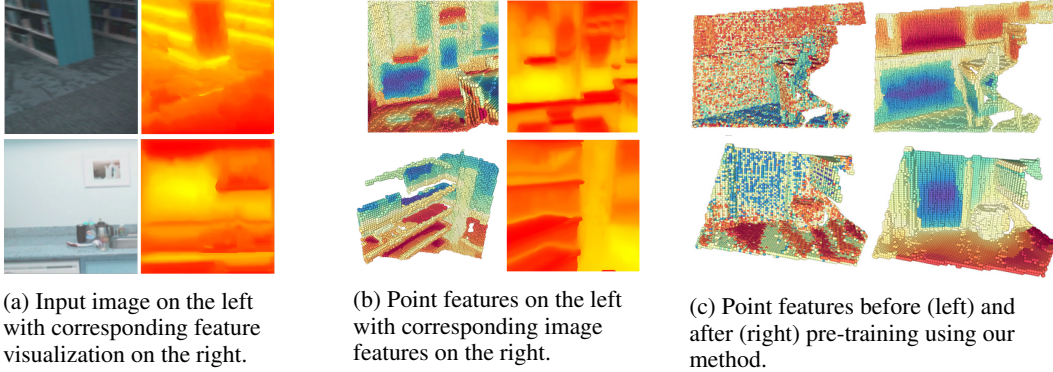 (a) Input image on the left
with corresponding feature
visualization on the right.
(b) Point features on the left
with corresponding image
features on the right.
(c) Point features before (left) and
after (right) pre-training using our
method.